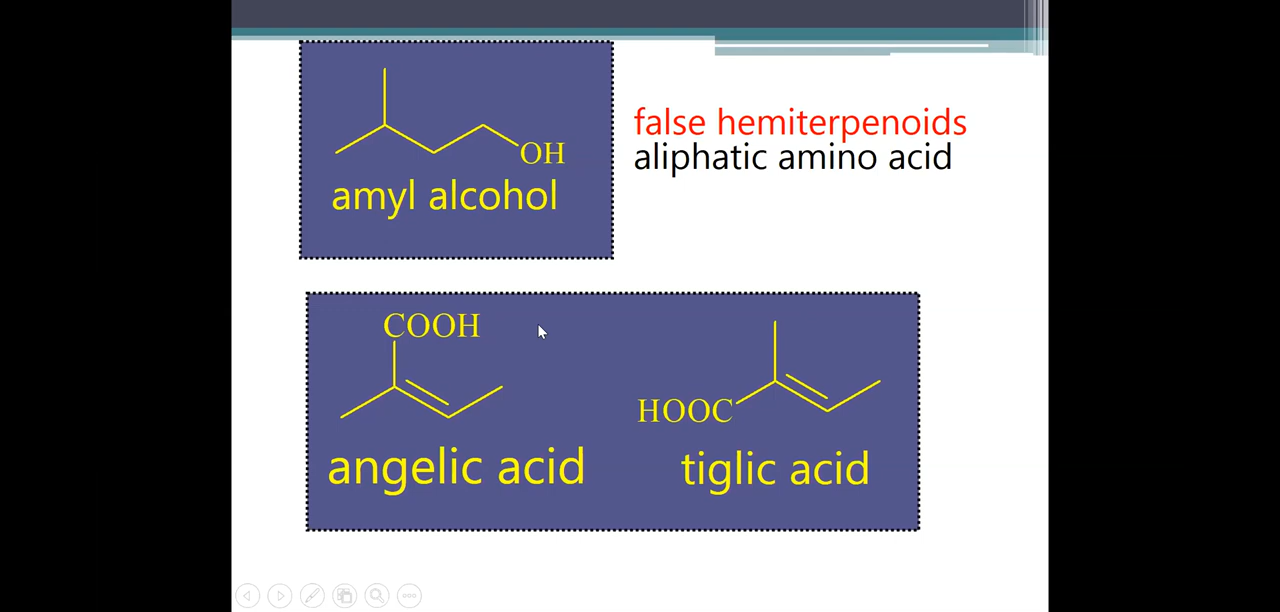 OH
amyl alcohol
false hemiterpenoids
aliphatic amino acid
COOH
HOOC
angelic acid
tiglic acid